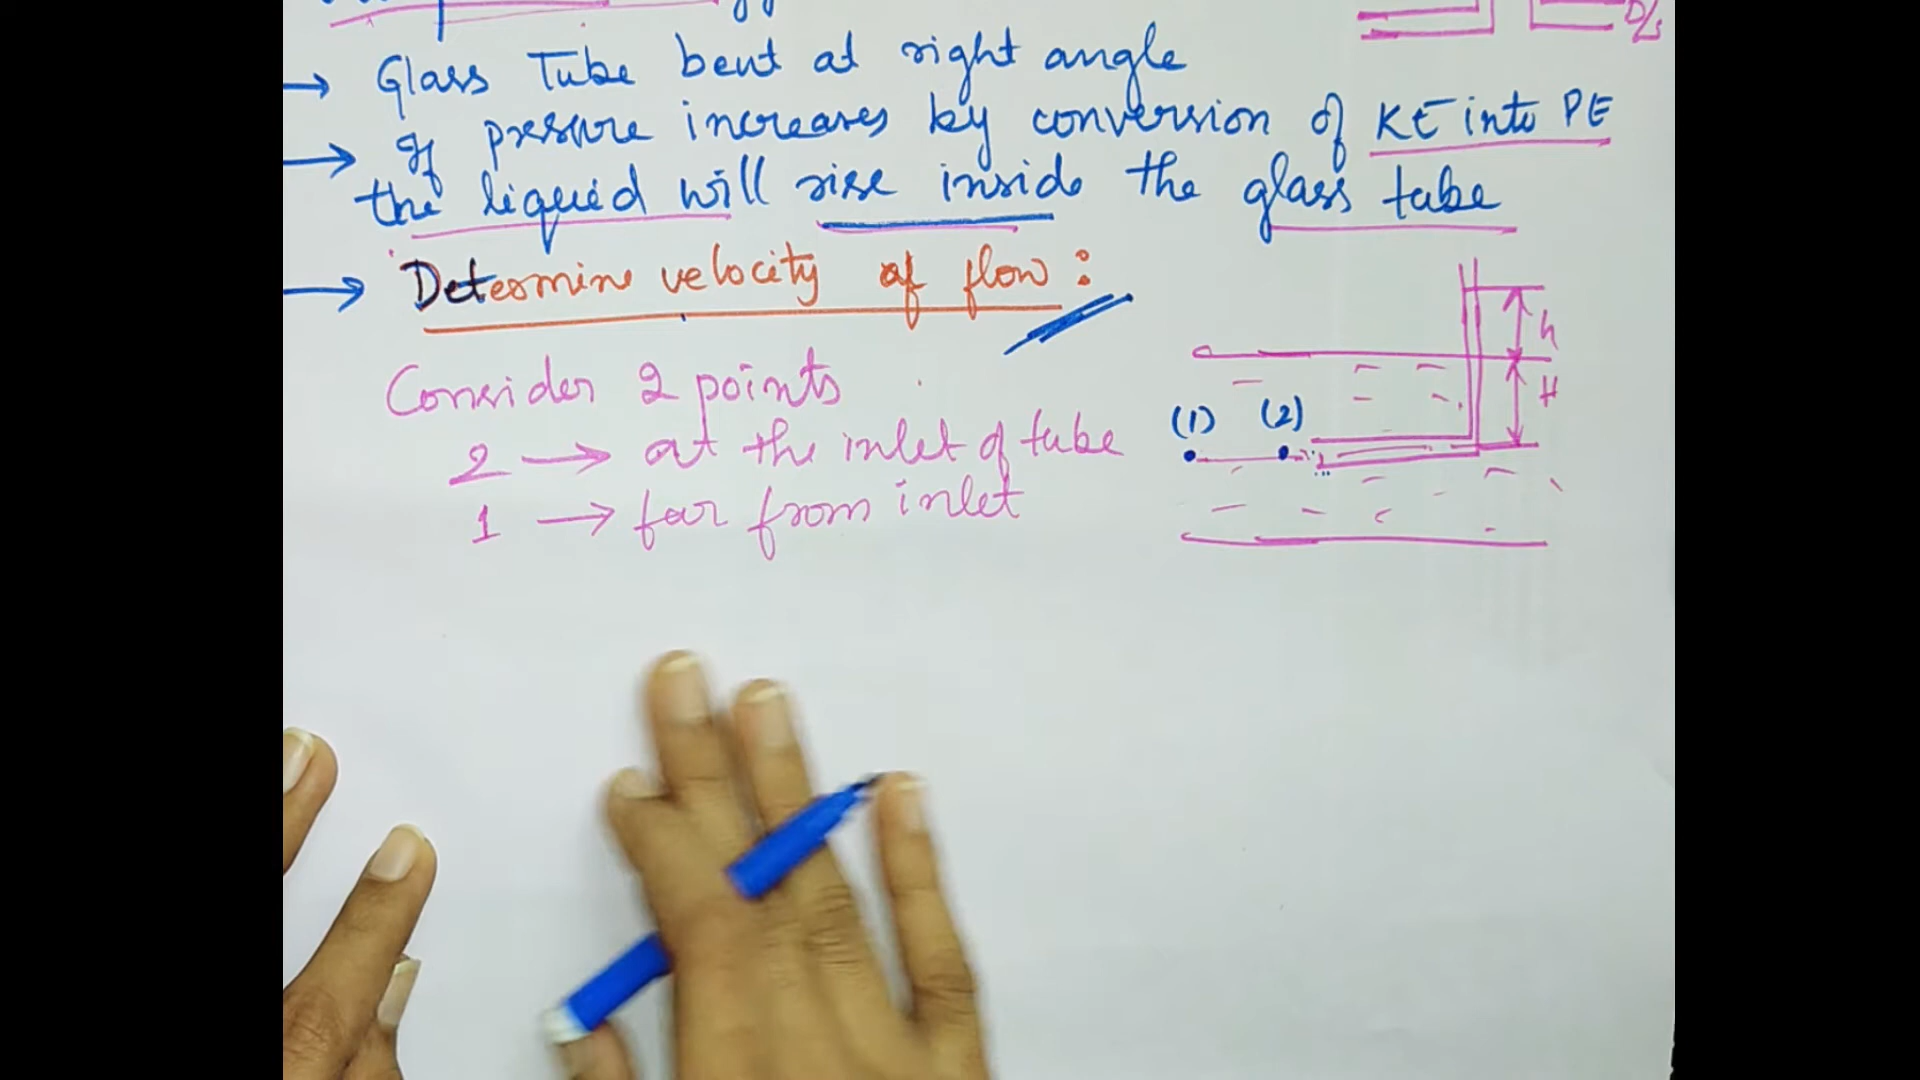 D/s
→ Glass Tube bent at right angle
→ If pressure increases by conversion of KE into PE
the liquid will rise inside the glass tube
→ Determine velocity of flow :
h
Consider 2 points
H
(1) (2)
2 → at the inlet of tube
1 → far from inlet